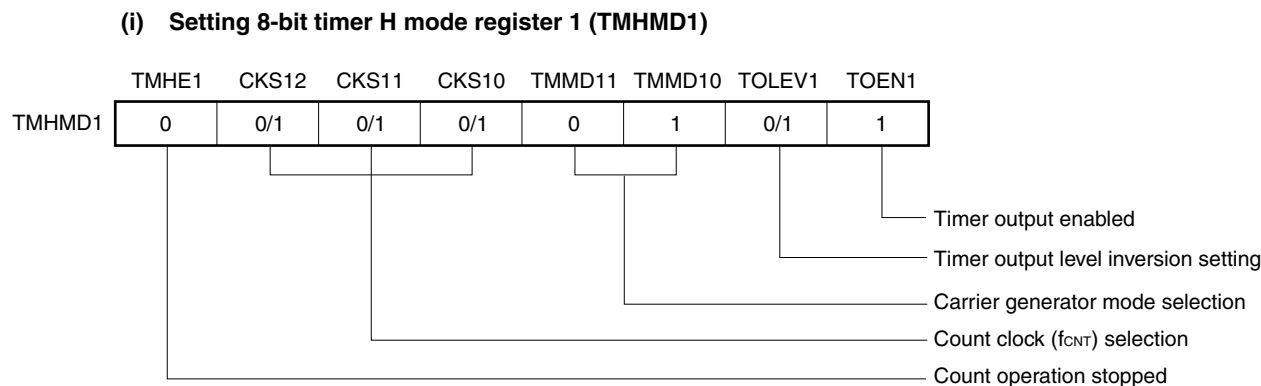 (i) Setting 8-bit timer H mode register 1 (TMHMD1)
TMHE1 CKS12 CKS11 CKS10 TMMD11 TMMD10 TOLEV1 TOEN1
TMHMD1 0 0/1 0/1 0/1 0 1 0/1 1
Timer output enabled
Timer output level inversion setting
Carrier generator mode selection
Count clock (fCNT) selection
Count operation stopped